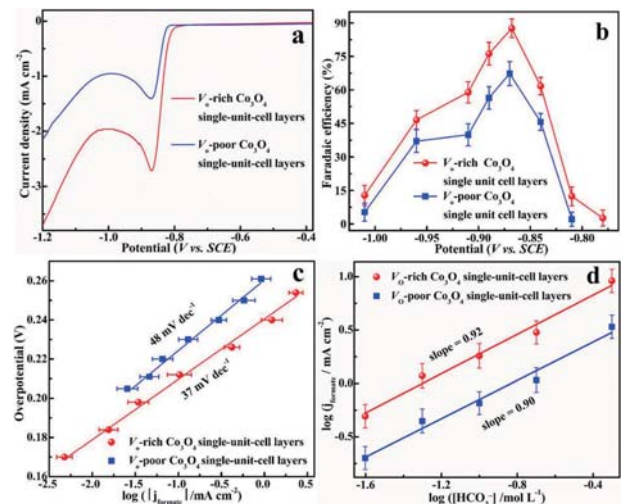 a
Current density (mA cm⁻²)
0
-1
-2
-3
Vₒ-rich Co₃O₄
single-unit-cell layers
Vₒ-poor Co₃O₄
single-unit-cell layers
-1.2 -1.0 -0.8 -0.6 -0.4
Potential (V vs. SCE)
b
Faradaic efficiency (%)
90
75
60
45
30
15
0
Vₒ-rich Co₃O₄
single unit cell layers
Vₒ-poor Co₃O₄
single unit cell layers
-1.00 -0.95 -0.90 -0.85 -0.80
Potential (V vs. SCE)
c
Overpotential (V)
0.26
0.24
0.22
0.20
0.18
0.16
48 mV dec⁻¹
37 mV dec⁻¹
Vₒ-rich Co₃O₄ single-unit-cell layers
Vₒ-poor Co₃O₄ single-unit-cell layers
-2.5 -2.0 -1.5 -1.0 -0.5 0.0 0.5
log (|j_formate|/mA cm⁻²)
d
log (j_formate / mA cm⁻²)
1.0
0.5
0.0
-0.5
V_O-rich Co₃O₄ single-unit-cell layers
V_O-poor Co₃O₄ single-unit-cell layers
slope = 0.92
slope = 0.90
-1.6 -1.4 -1.2 -1.0 -0.8 -0.6 -0.4
log ([HCO₃⁻] /mol L⁻¹)